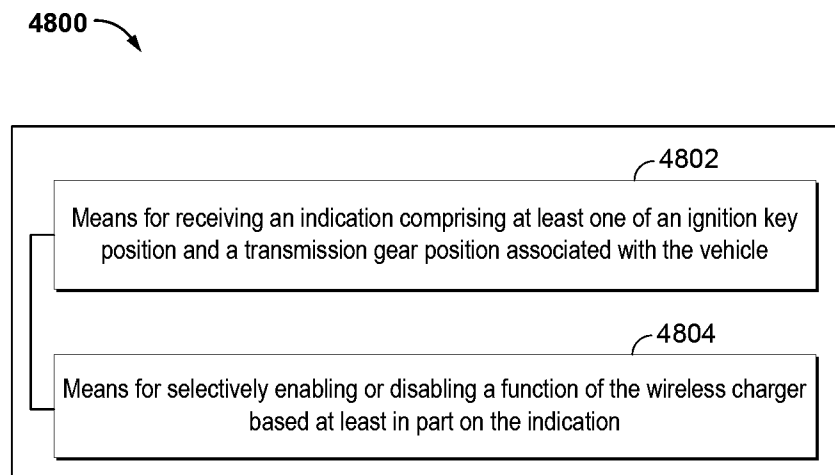 4800
4802
Means for receiving an indication comprising at least one of an ignition key
position and a transmission gear position associated with the vehicle
4804
Means for selectively enabling or disabling a function of the wireless charger
based at least in part on the indication